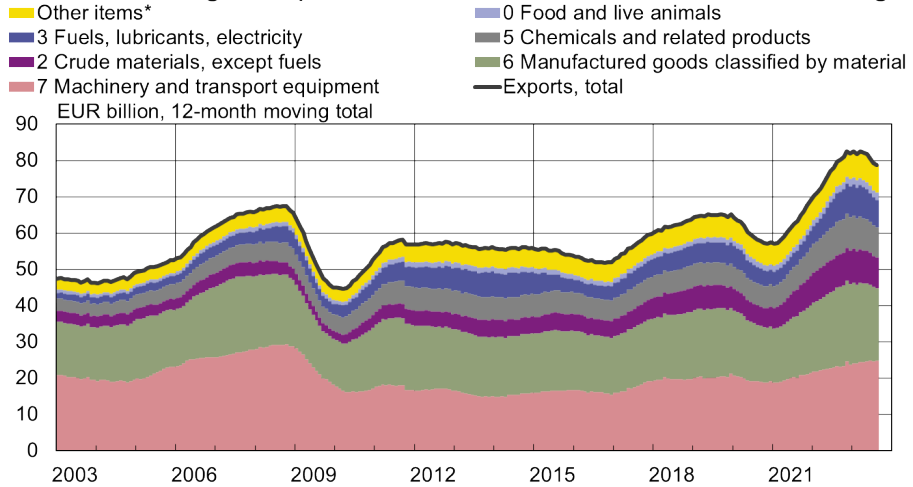 Other items*
0 Food and live animals
3 Fuels, lubricants, electricity
5 Chemicals and related products
2 Crude materials, except fuels
6 Manufactured goods classified by material
7 Machinery and transport equipment
Exports, total
EUR billion, 12-month moving total
90
80
70
60
50
40
30
20
10
0
2003 2006 2009 2012 2015 2018 2021